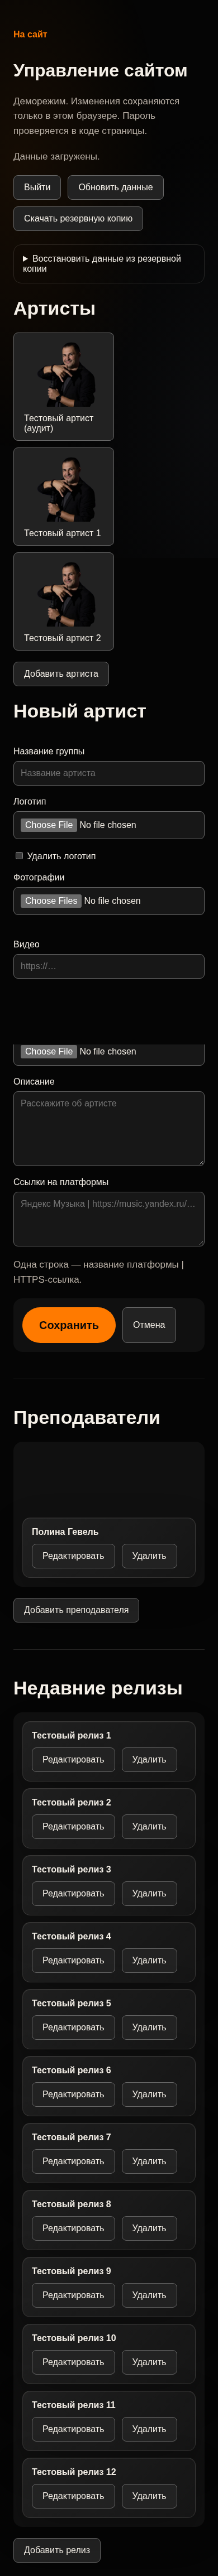 На сайт
Управление сайтом
Деморежим. Изменения сохраняются
только в этом браузере. Пароль
проверяется в коде страницы.
Данные загружены.
Выйти
Обновить данные
Скачать резервную копию
Восстановить данные из резервной
копии
Артисты
Тестовый артист
(аудит)
Тестовый артист 1
Тестовый артист 2
Добавить артиста
Новый артист
Название группы
Название артиста
Логотип
Choose File No file chosen
Удалить логотип
Фотографии
Choose Files No file chosen
Видео
https://…
Choose File No file chosen
Описание
Расскажите об артисте
Ссылки на платформы
Яндекс Музыка | https://music.yandex.ru/…
Одна строка — название платформы |
HTTPS-ссылка.
Сохранить
Отмена
Преподаватели
Полина Гевель
Редактировать
Удалить
Добавить преподавателя
Недавние релизы
Тестовый релиз 1
Редактировать
Удалить
Тестовый релиз 2
Редактировать
Удалить
Тестовый релиз 3
Редактировать
Удалить
Тестовый релиз 4
Редактировать
Удалить
Тестовый релиз 5
Редактировать
Удалить
Тестовый релиз 6
Редактировать
Удалить
Тестовый релиз 7
Редактировать
Удалить
Тестовый релиз 8
Редактировать
Удалить
Тестовый релиз 9
Редактировать
Удалить
Тестовый релиз 10
Редактировать
Удалить
Тестовый релиз 11
Редактировать
Удалить
Тестовый релиз 12
Редактировать
Удалить
Добавить релиз